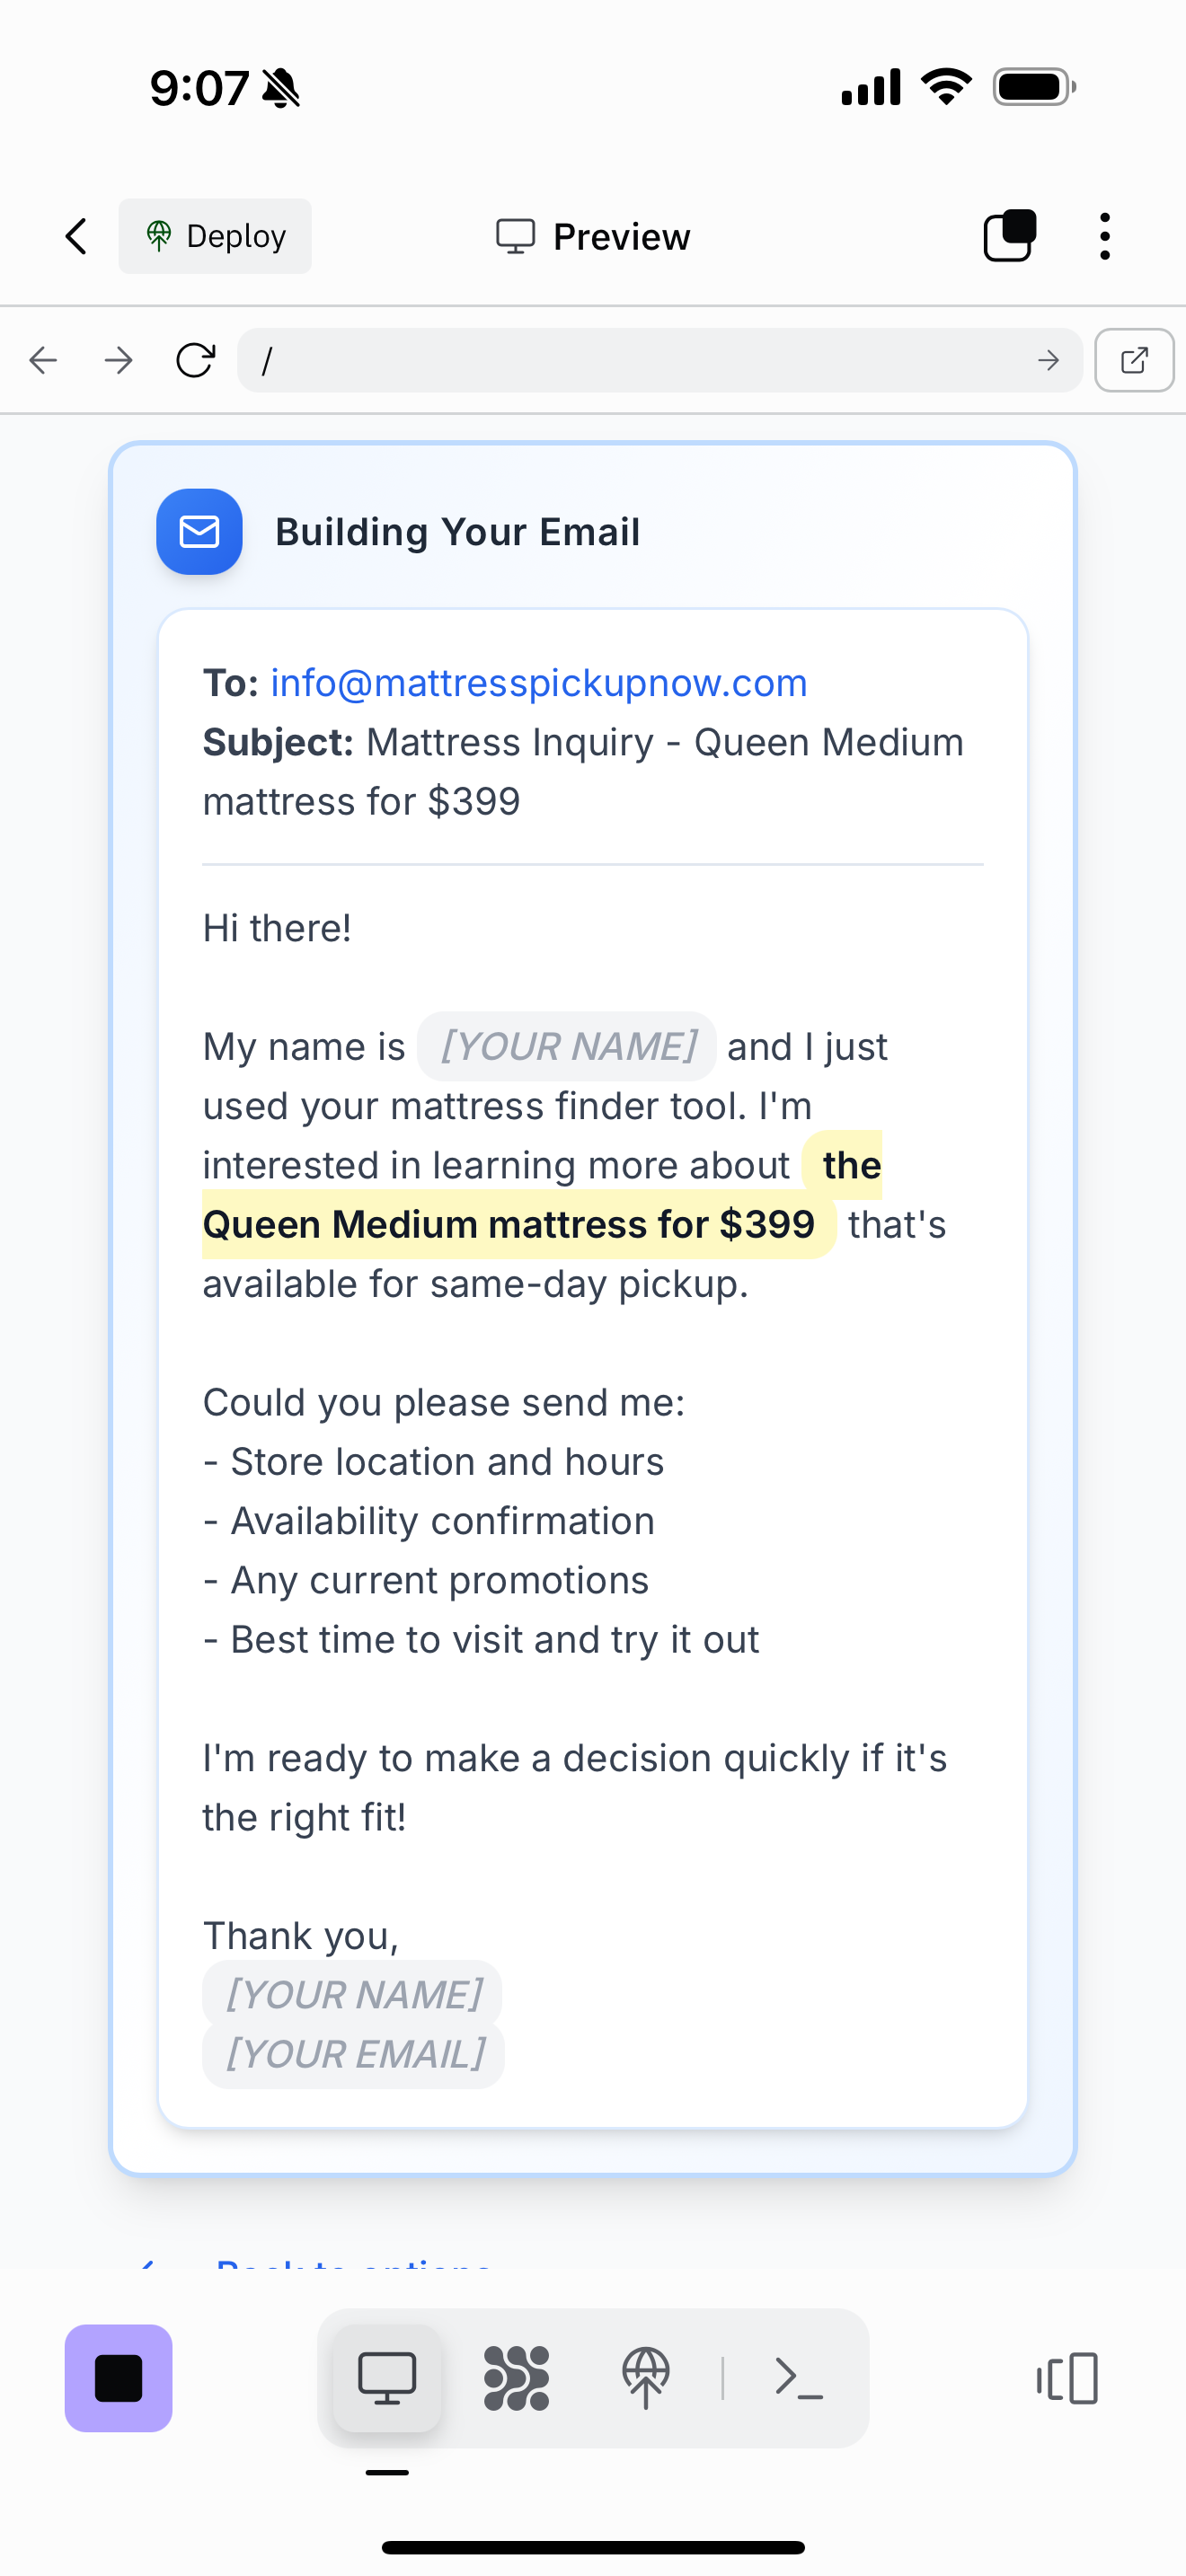 9:07
Deploy
Preview
/
Building Your Email
To: info@mattresspickupnow.com
Subject: Mattress Inquiry - Queen Medium
mattress for $399
Hi there!
My name is [YOUR NAME] and I just
used your mattress finder tool. I'm
interested in learning more about the
Queen Medium mattress for $399 that's
available for same-day pickup.
Could you please send me:
- Store location and hours
- Availability confirmation
- Any current promotions
- Best time to visit and try it out
I'm ready to make a decision quickly if it's
the right fit!
Thank you,
[YOUR NAME]
[YOUR EMAIL]
Back to options